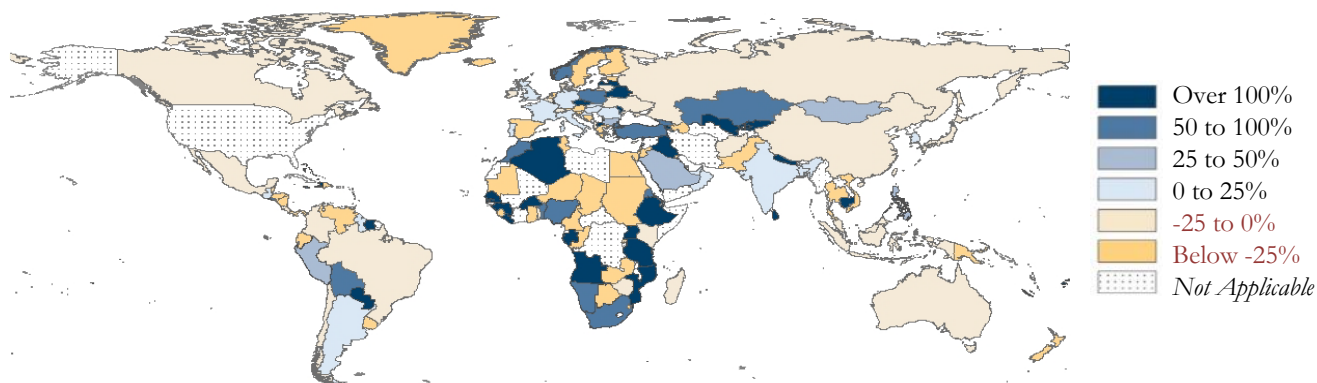 Over 100%
50 to 100%
25 to 50%
0 to 25%
-25 to 0%
Below -25%
Not Applicable